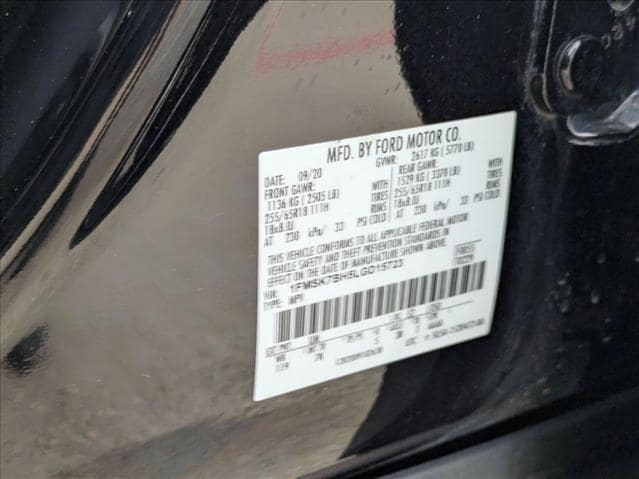 MFD. BY FORD MOTOR CO.
DATE: 09/20 GVWR: 2617 KG ( 5770 LB)
FRONT GAWR: REAR GAWR:
1136 KG ( 2505 LB) WITH 1529 KG ( 3370 LB) WITH
255/65R18 111H TIRES 255/65R18 111H TIRES
18x8.0J RIMS 18x8.0J RIMS
AT 230 kPa/ 33 PSI COLD AT 230 kPa/ 33 PSI COLD
THIS VEHICLE CONFORMS TO ALL APPLICABLE FEDERAL MOTOR
VEHICLE SAFETY AND THEFT PREVENTION STANDARDS IN EFFECT
ON THE DATE OF MANUFACTURE SHOWN ABOVE.
VIN: 1FMSK7BH5LGD15723
TYPE: MPV